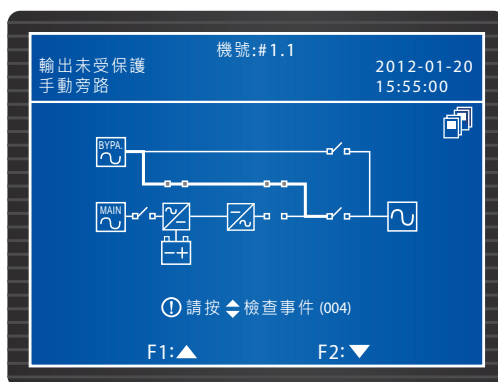 機號:#1.1
輸出未受保護
2012-01-20
手動旁路
15:55:00
BYPA.
MAIN
請按檢查事件 (004)
F1:
F2: